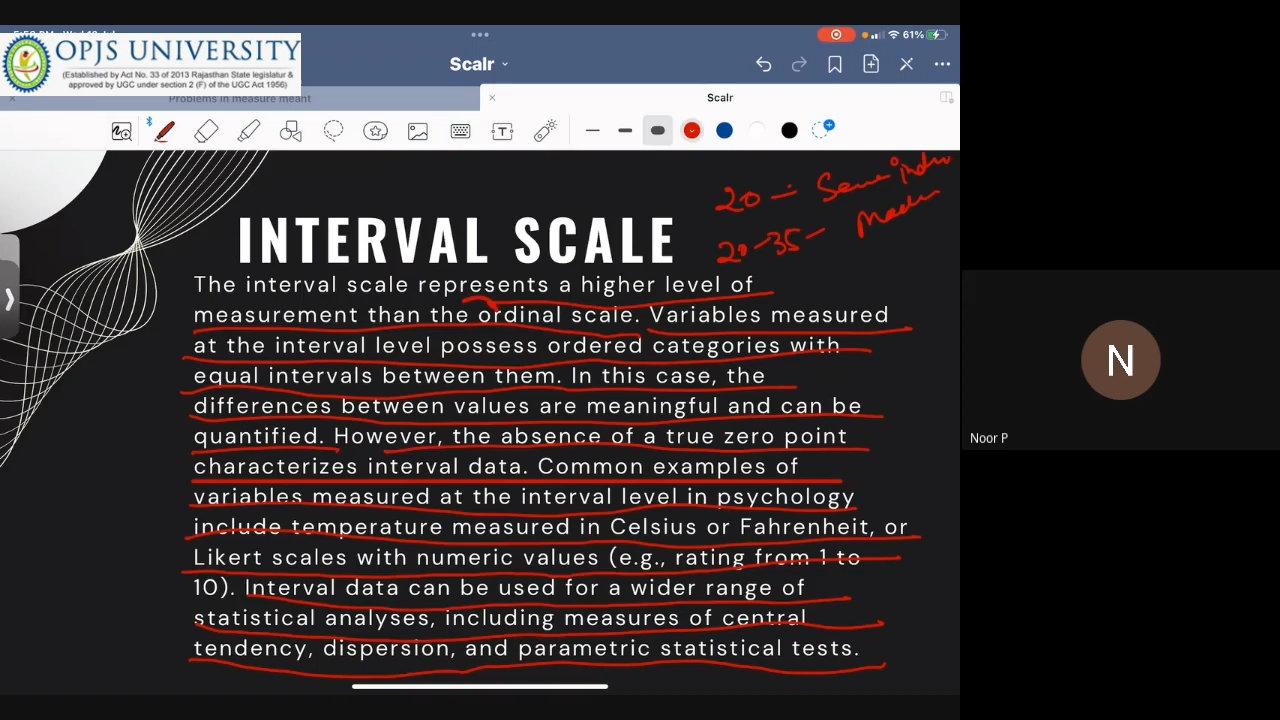 OPJS UNIVERSITY
(Established by Act No. 33 of 2013 Rajasthan State legislatur &
approved by UGC under section 2 (F) of the UGC Act 1956)
61%
Scalr
Problems in measure meant
Scalr
20 -
20-35 -
INTERVAL SCALE
The interval scale represents a higher level of
measurement than the ordinal scale. Variables measured
at the interval level possess ordered categories with
equal intervals between them. In this case, the
differences between values are meaningful and can be
quantified. However, the absence of a true zero point
characterizes interval data. Common examples of
variables measured at the interval level in psychology
include temperature measured in Celsius or Fahrenheit, or
Likert scales with numeric values (e.g., rating from 1 to
10). Interval data can be used for a wider range of
statistical analyses, including measures of central
tendency, dispersion, and parametric statistical tests.
N
Noor P